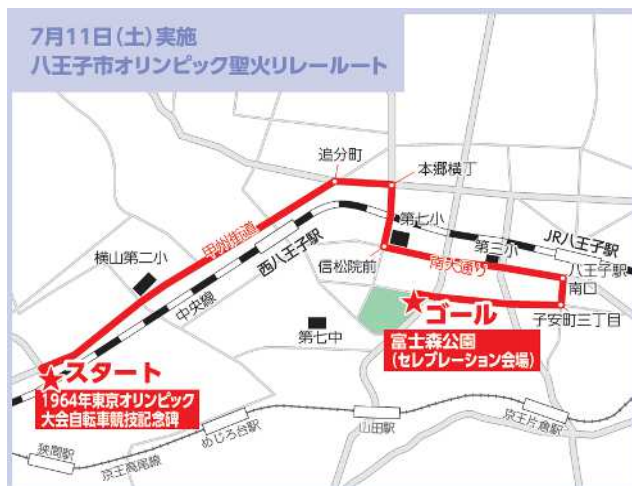 7月11日(土)実施
八王子市オリンピック聖火リレールート
追分町
本郷横丁
甲州街道
第七小
JR八王子駅
横山第二小
西八王子駅
信松院前
南大通り
第三小
八王子駅
南口
中央線
ゴール
子安町三丁目
富士森公園
(セレブレーション会場)
第七中
スタート
1964年東京オリンピック
大会自転車競技記念碑
狭間駅
京王高尾線
めじろ台駅
山田駅
京王片倉駅